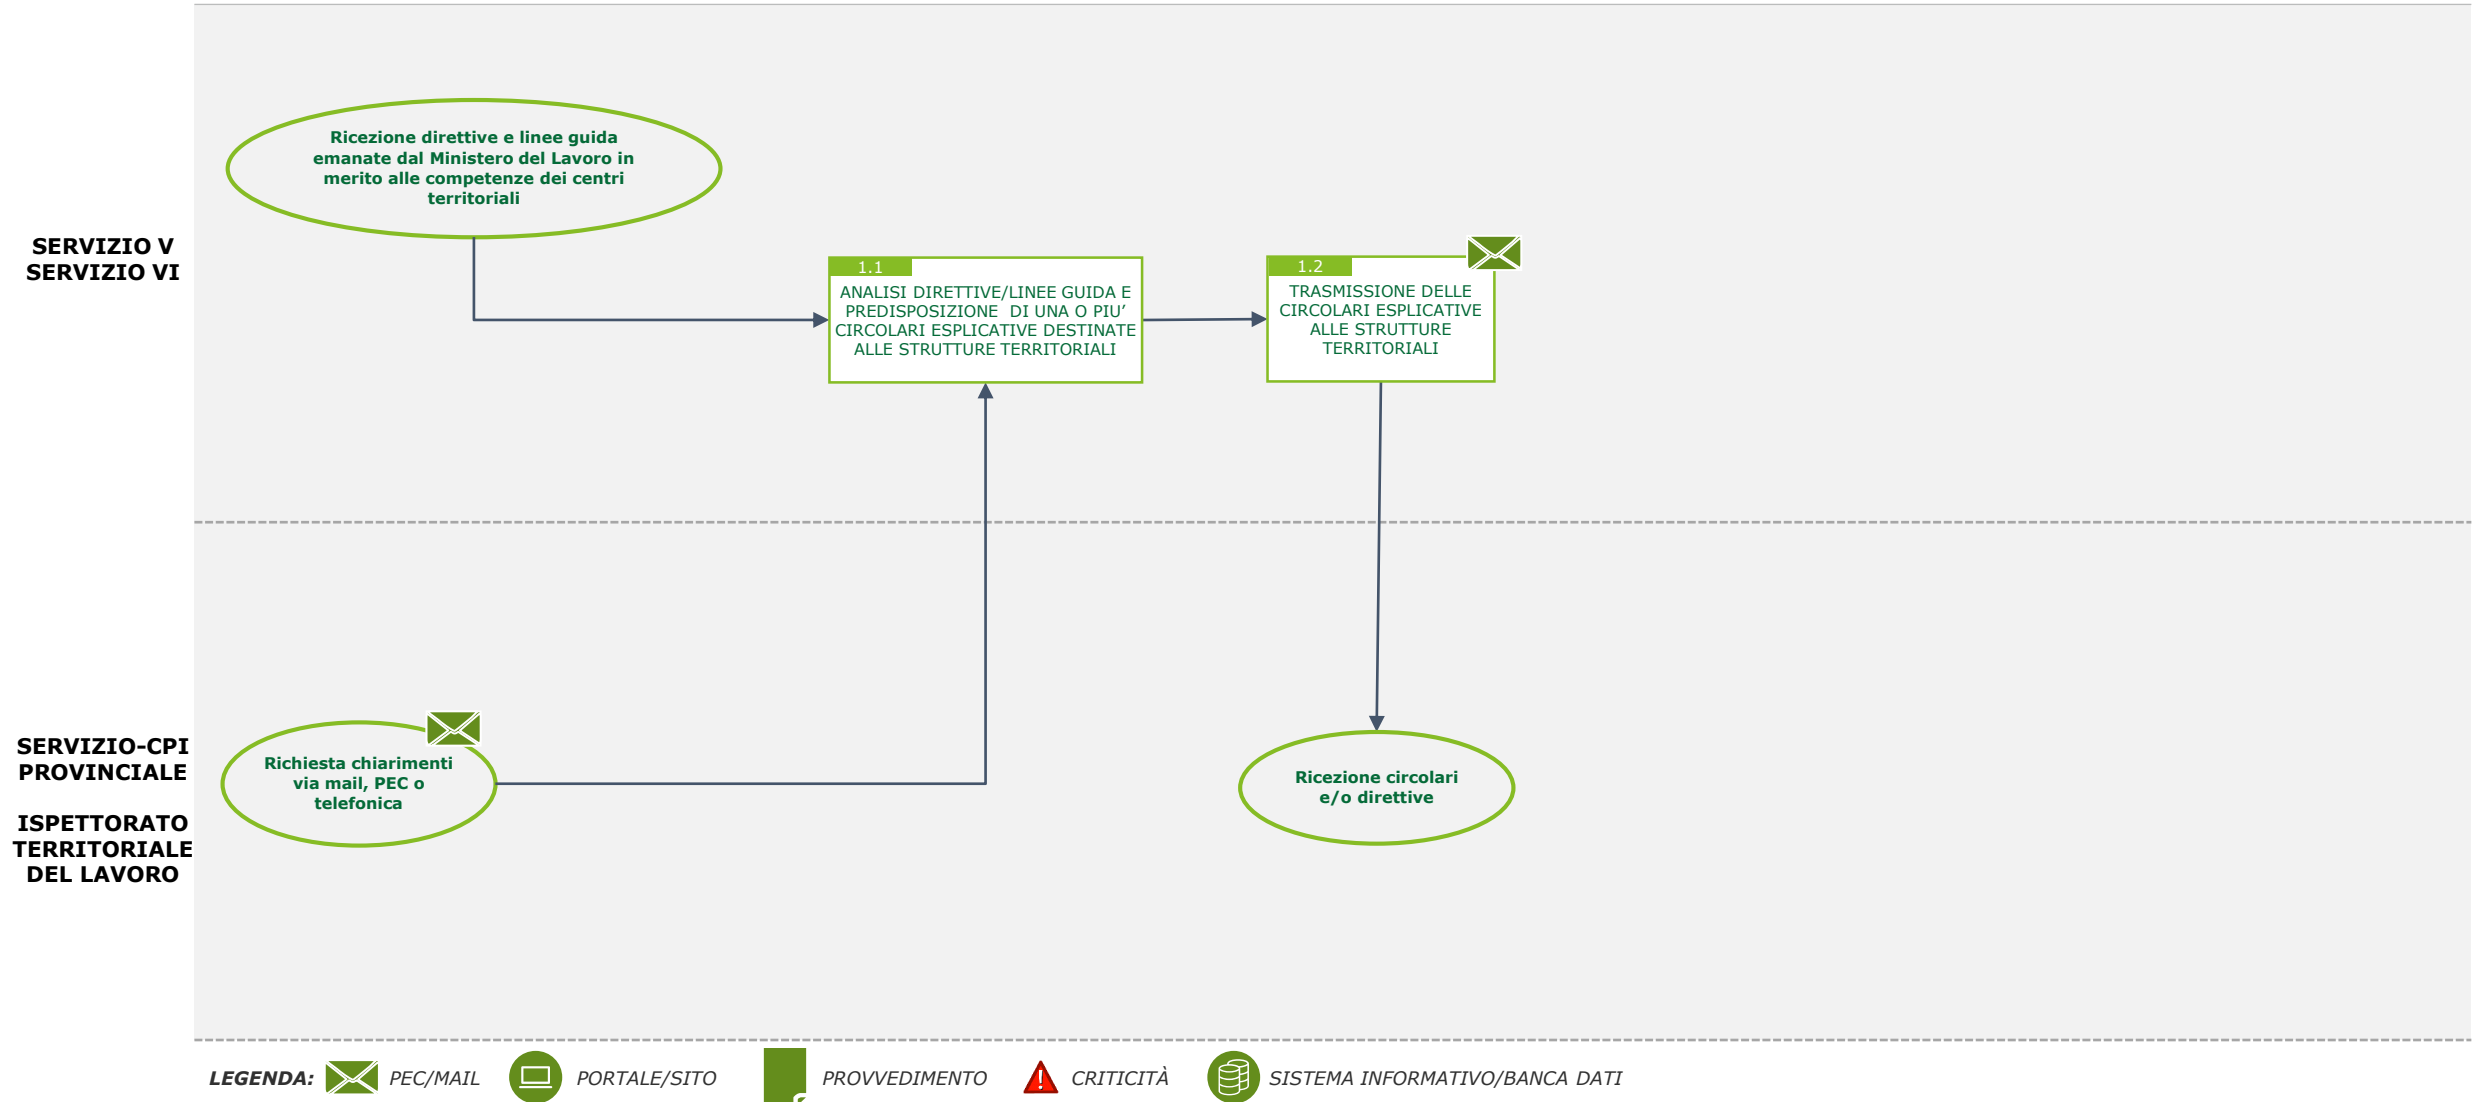 SERVIZIO V
SERVIZIO VI
Ricezione direttive e linee guida
emanate dal Ministero del Lavoro in
merito alle competenze dei centri
territoriali
1.1
ANALISI DIRETTIVE/LINEE GUIDA E
PREDISPOSIZIONE DI UNA O PIU’
CIRCOLARI ESPLICATIVE DESTINATE
ALLE STRUTTURE TERRITORIALI
1.2
TRASMISSIONE DELLE
CIRCOLARI ESPLICATIVE
ALLE STRUTTURE
TERRITORIALI
SERVIZIO-CPI
PROVINCIALE
ISPETTORATO
TERRITORIALE
DEL LAVORO
Richiesta chiarimenti
via mail, PEC o
telefonica
Ricezione circolari
e/o direttive
LEGENDA: PEC/MAIL PORTALE/SITO PROVVEDIMENTO CRITICITÀ SISTEMA INFORMATIVO/BANCA DATI